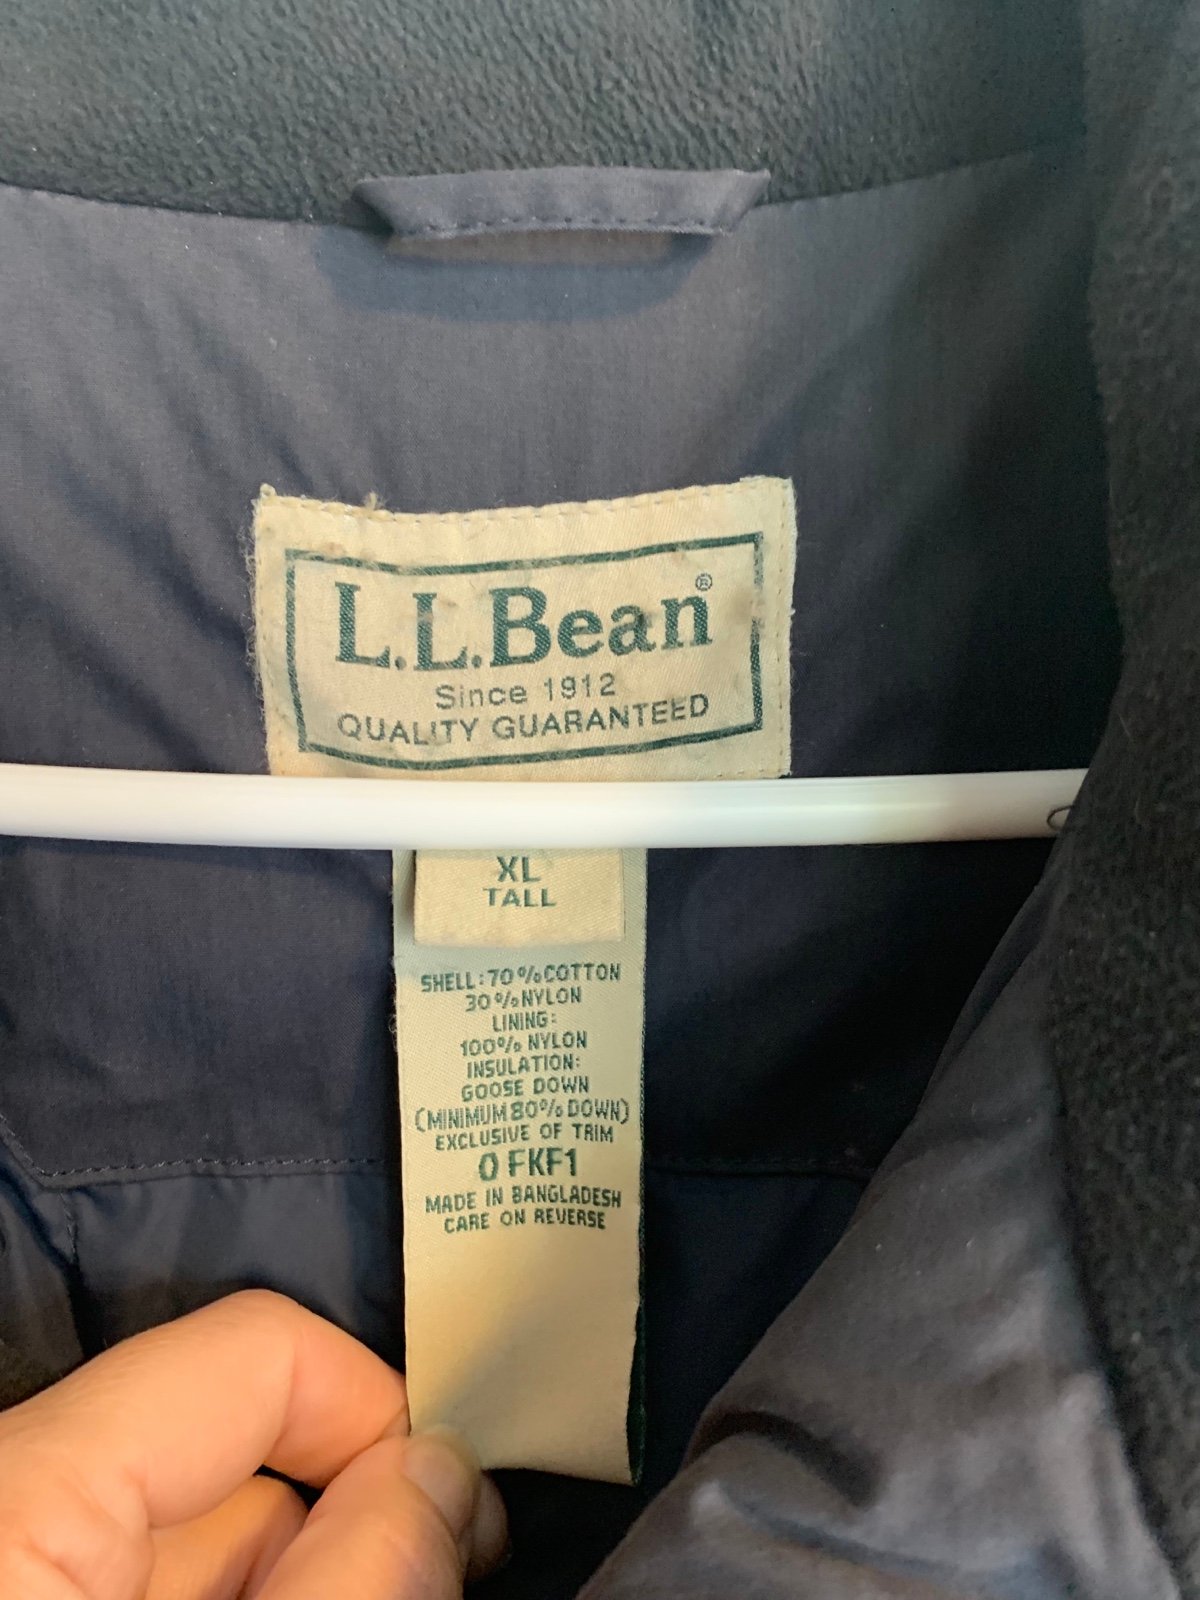 L.L.Bean®
Since 1912
QUALITY GUARANTEED
XL
TALL
SHELL: 70% COTTON
30% NYLON
LINING:
100% NYLON
INSULATION:
GOOSE DOWN
(MINIMUM 80% DOWN)
EXCLUSIVE OF TRIM
0 FKF1
MADE IN BANGLADESH
CARE ON REVERSE